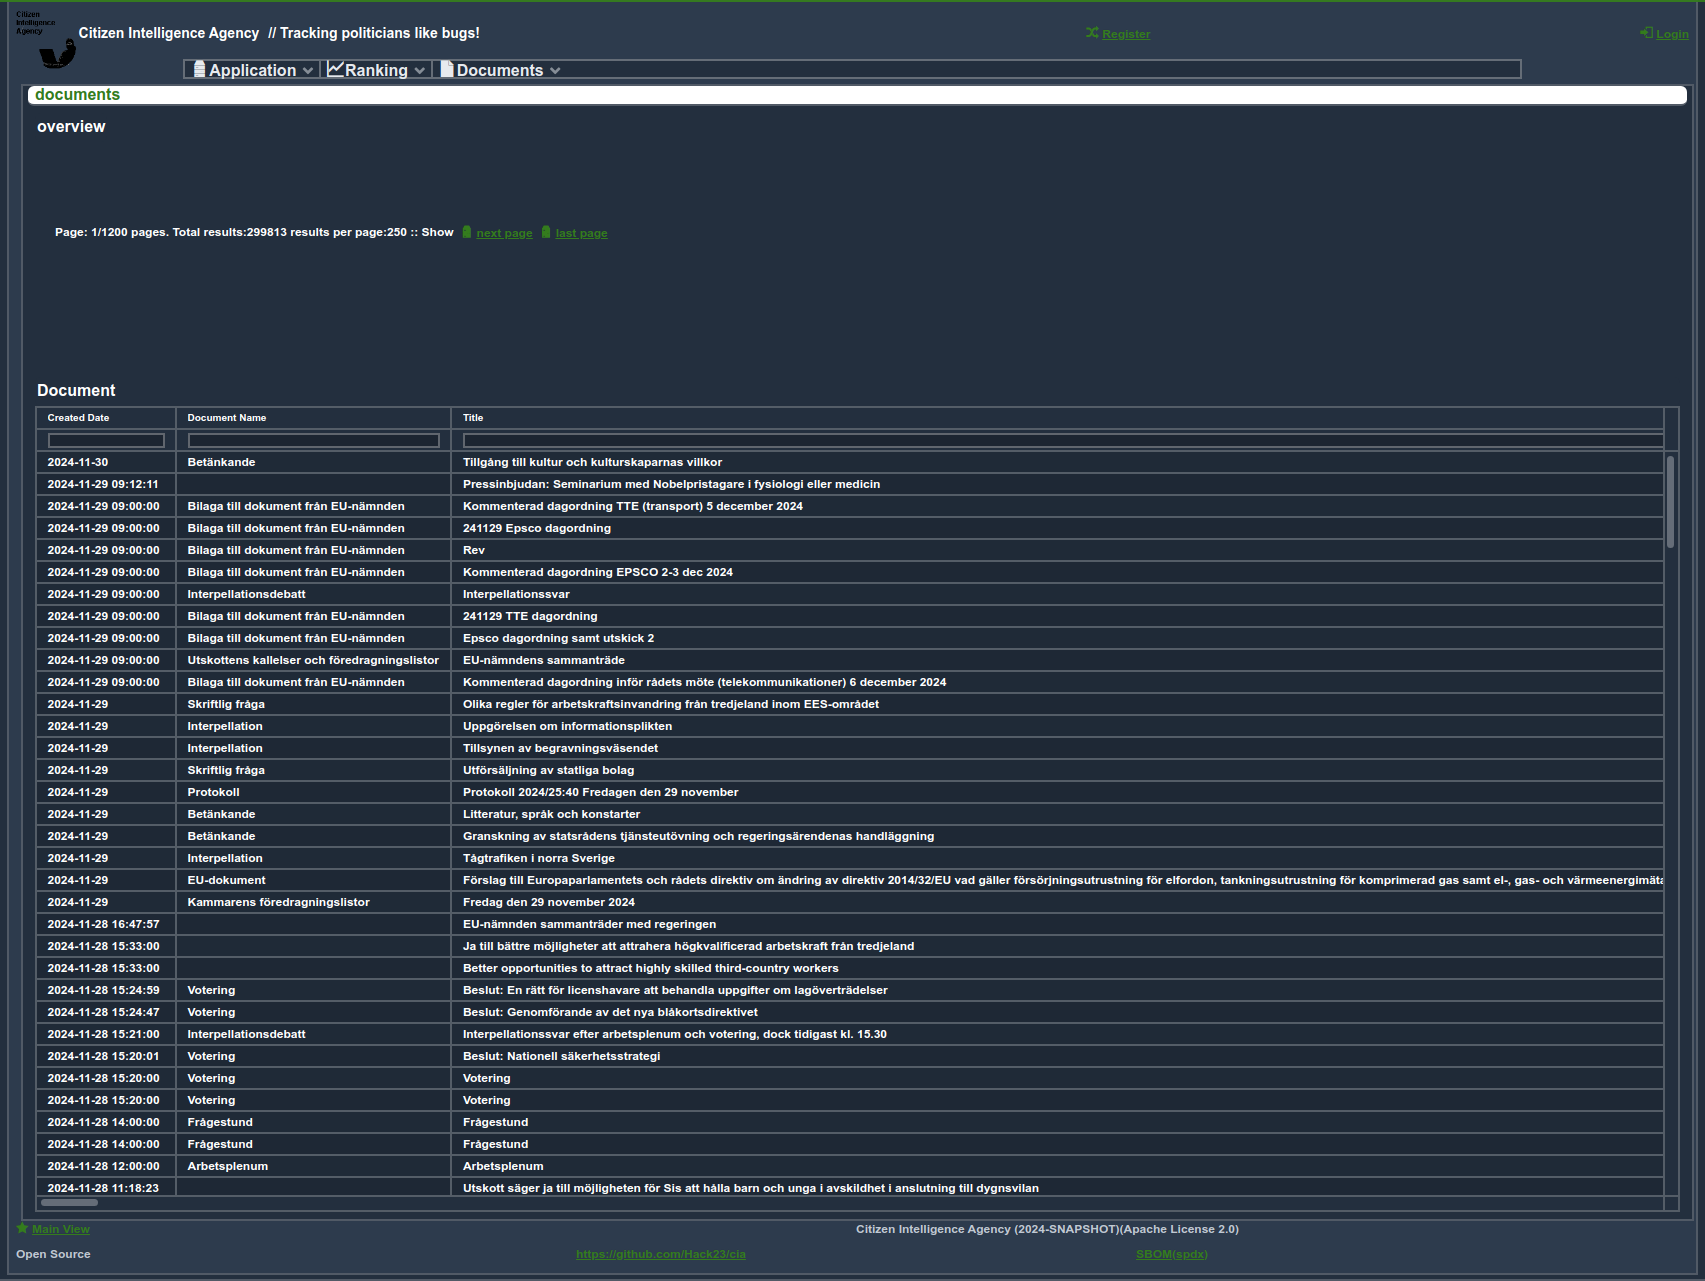 Citizen
Intelligence
Agency
Citizen Intelligence Agency // Tracking politicians like bugs!
Register
Login
Application
Ranking
Documents
documents
overview
Page: 1/1200 pages. Total results:299813 results per page:250 :: Show next page last page
Document
Created Date Document Name Title
2024-11-30 Betänkande Tillgång till kultur och kulturskaparnas villkor
2024-11-29 09:12:11 Pressinbjudan: Seminarium med Nobelpristagare i fysiologi eller medicin
2024-11-29 09:00:00 Bilaga till dokument från EU-nämnden Kommenterad dagordning TTE (transport) 5 december 2024
2024-11-29 09:00:00 Bilaga till dokument från EU-nämnden 241129 Epsco dagordning
2024-11-29 09:00:00 Bilaga till dokument från EU-nämnden Rev
2024-11-29 09:00:00 Bilaga till dokument från EU-nämnden Kommenterad dagordning EPSCO 2-3 dec 2024
2024-11-29 09:00:00 Interpellationsdebatt Interpellationssvar
2024-11-29 09:00:00 Bilaga till dokument från EU-nämnden 241129 TTE dagordning
2024-11-29 09:00:00 Bilaga till dokument från EU-nämnden Epsco dagordning samt utskick 2
2024-11-29 09:00:00 Utskottens kallelser och föredragningslistor EU-nämndens sammanträde
2024-11-29 09:00:00 Bilaga till dokument från EU-nämnden Kommenterad dagordning inför rådets möte (telekommunikationer) 6 december 2024
2024-11-29 Skriftlig fråga Olika regler för arbetskraftsinvandring från tredjeland inom EES-området
2024-11-29 Interpellation Uppgörelsen om informationsplikten
2024-11-29 Interpellation Tillsynen av begravningsväsendet
2024-11-29 Skriftlig fråga Utförsäljning av statliga bolag
2024-11-29 Protokoll Protokoll 2024/25:40 Fredagen den 29 november
2024-11-29 Betänkande Litteratur, språk och konstarter
2024-11-29 Betänkande Granskning av statsrådens tjänsteutövning och regeringsärendenas handläggning
2024-11-29 Interpellation Tågtrafiken i norra Sverige
2024-11-29 EU-dokument Förslag till Europaparlamentets och rådets direktiv om ändring av direktiv 2014/32/EU vad gäller försörjningsutrustning för elfordon, tankningsutrustning för komprimerad gas samt el-, gas- och värmeenergimäta
2024-11-29 Kammarens föredragningslistor Fredag den 29 november 2024
2024-11-28 16:47:57 EU-nämnden sammanträder med regeringen
2024-11-28 15:33:00 Ja till bättre möjligheter att attrahera högkvalificerad arbetskraft från tredjeland
2024-11-28 15:33:00 Better opportunities to attract highly skilled third-country workers
2024-11-28 15:24:59 Votering Beslut: En rätt för licenshavare att behandla uppgifter om lagöverträdelser
2024-11-28 15:24:47 Votering Beslut: Genomförande av det nya blåkortsdirektivet
2024-11-28 15:21:00 Interpellationsdebatt Interpellationssvar efter arbetsplenum och votering, dock tidigast kl. 15.30
2024-11-28 15:20:01 Votering Beslut: Nationell säkerhetsstrategi
2024-11-28 15:20:00 Votering Votering
2024-11-28 15:20:00 Votering Votering
2024-11-28 14:00:00 Frågestund Frågestund
2024-11-28 14:00:00 Frågestund Frågestund
2024-11-28 12:00:00 Arbetsplenum Arbetsplenum
2024-11-28 11:18:23 Utskott säger ja till möjligheten för Sis att hålla barn och unga i avskildhet i anslutning till dygnsvilan
Main View
Citizen Intelligence Agency (2024-SNAPSHOT)(Apache License 2.0)
Open Source
https://github.com/Hack23/cia
SBOM(spdx)